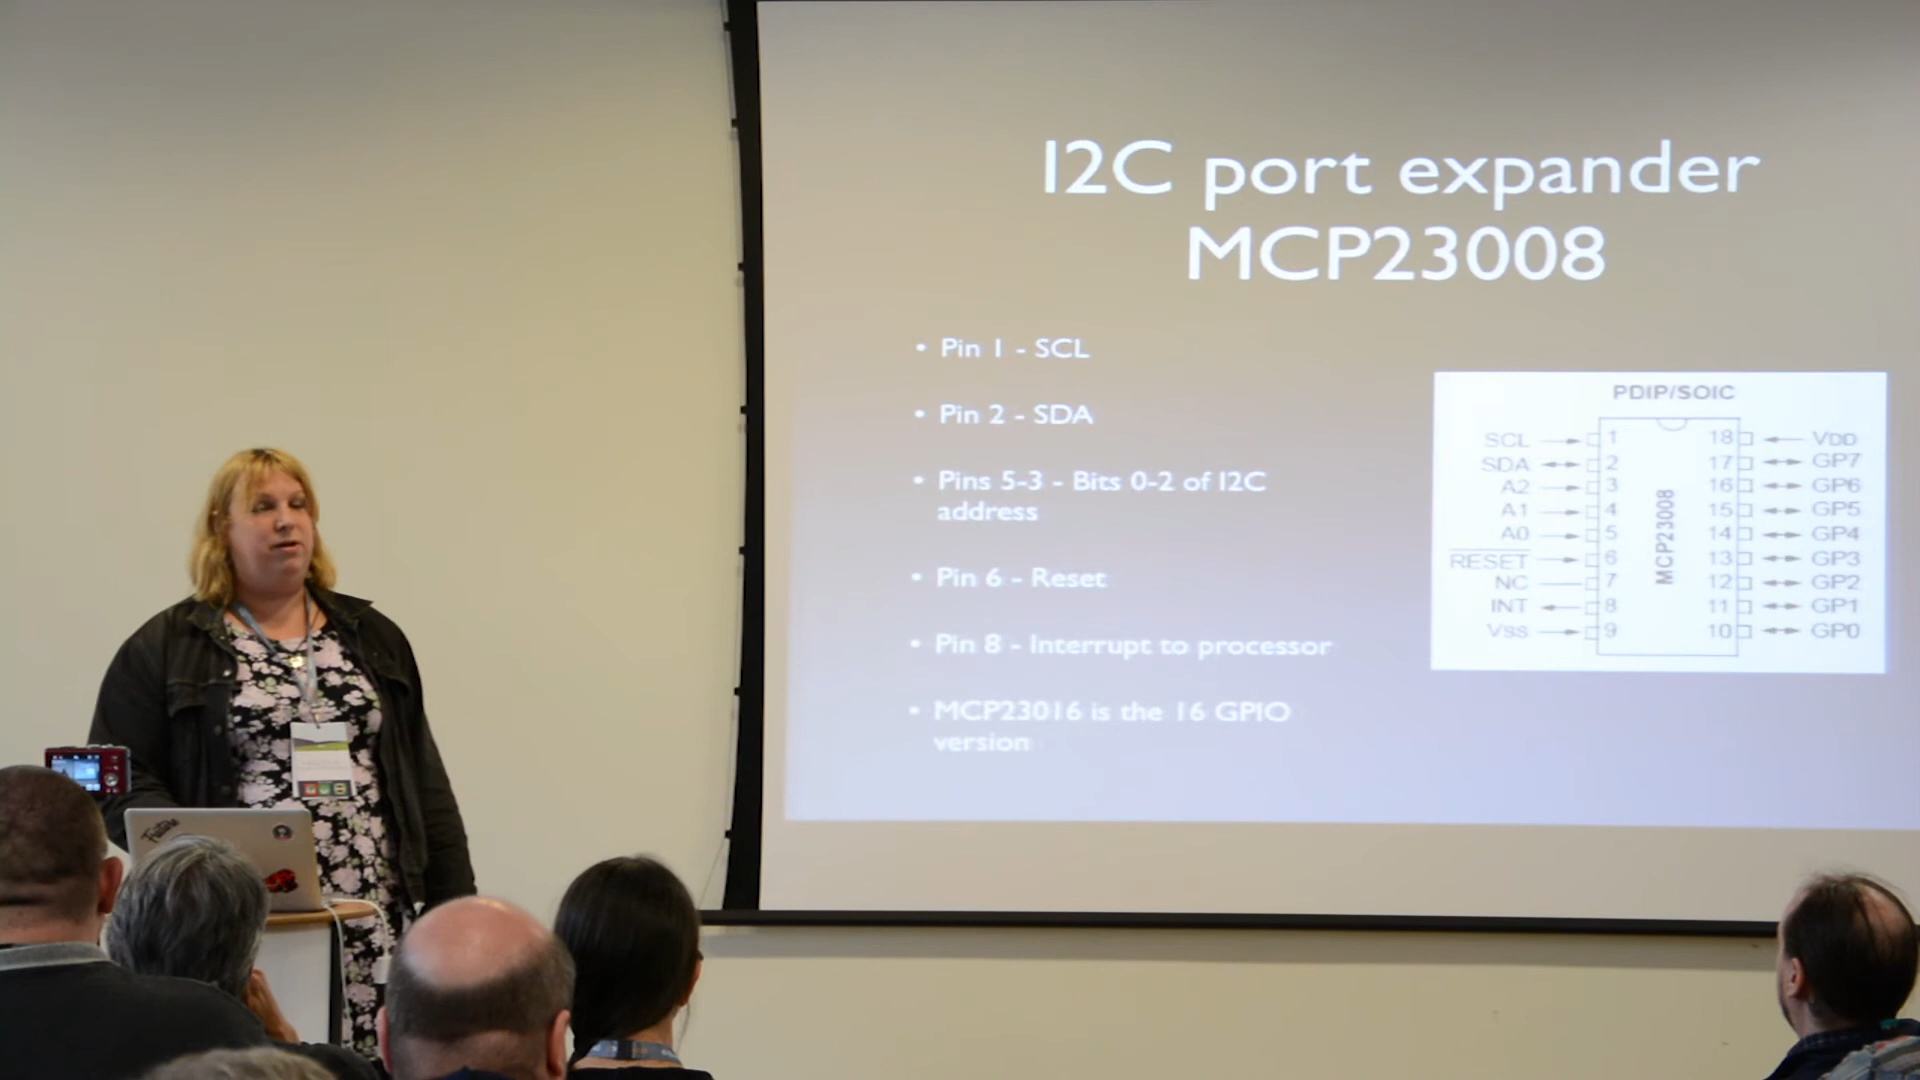 I2C port expander
MCP23008
• Pin 1 - SCL
• Pin 2 - SDA
• Pins 5-3 - Bits 0-2 of I2C
address
• Pin 6 - Reset
• Pin 8 - Interrupt to processor
• MCP23016 is the 16 GPIO
version
PDIP/SOIC
SCL 1 18 VDD
SDA 2 17 GP7
A2 3 16 GP6
A1 4 15 GP5
A0 5 14 GP4
RESET 6 13 GP3
NC 7 12 GP2
INT 8 11 GP1
Vss 9 10 GP0
MCP23008